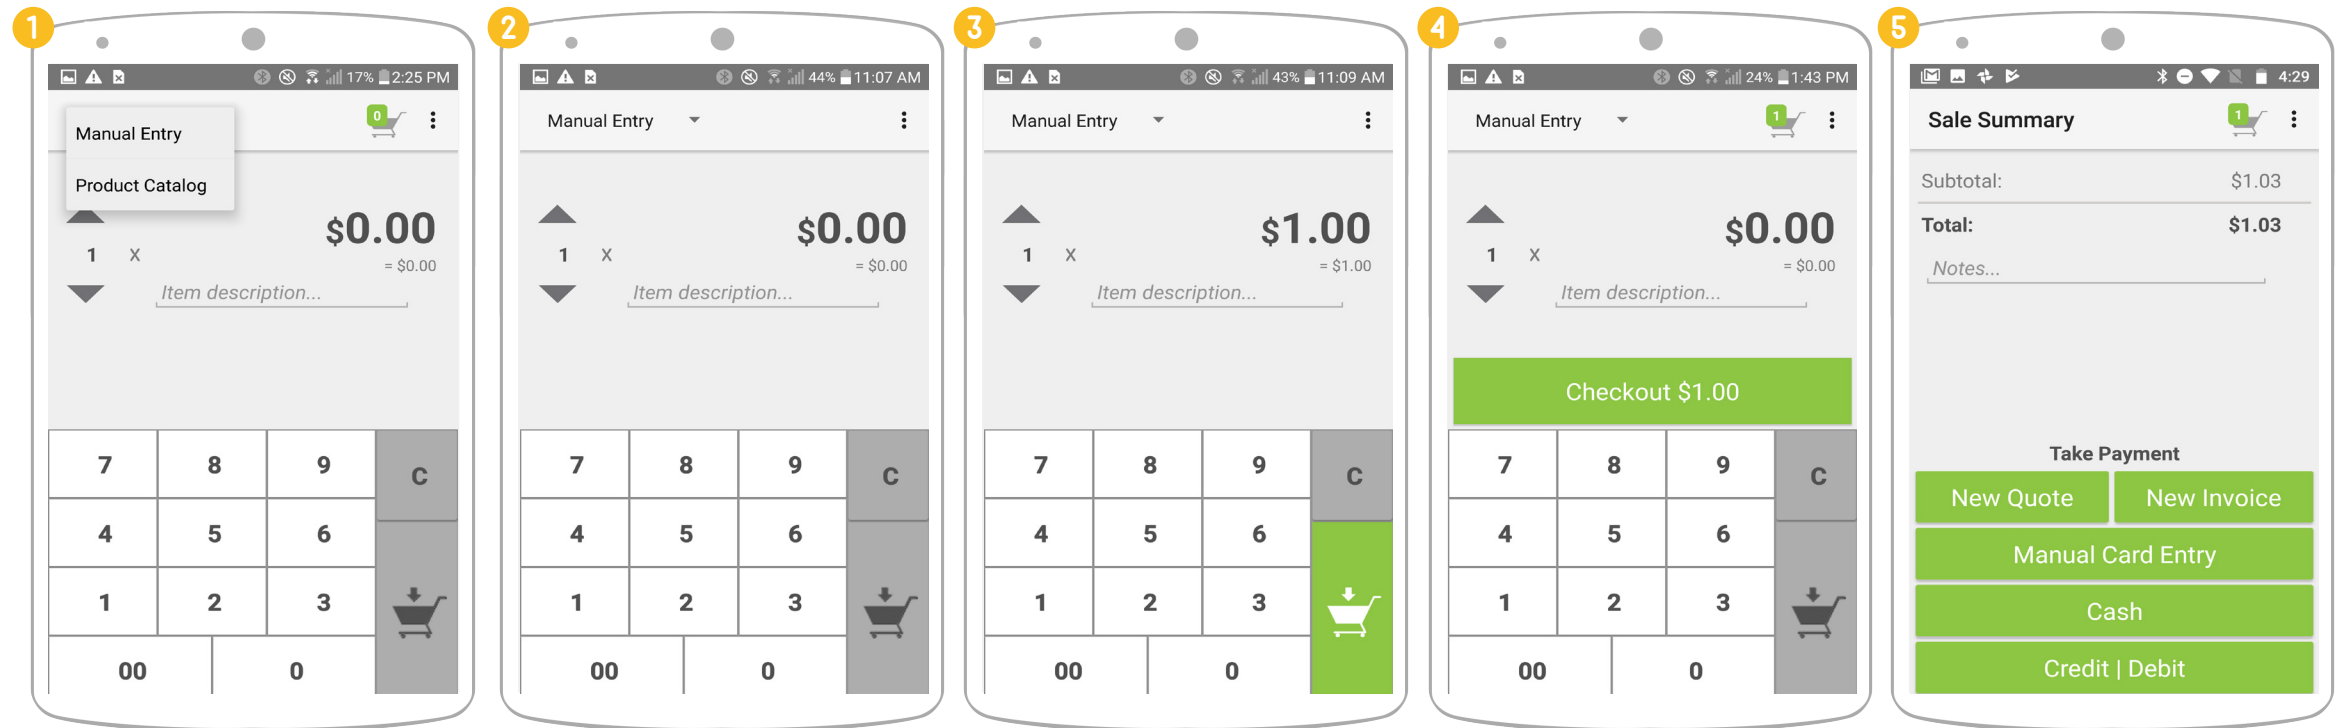 1
17% 2:25 PM
Manual Entry
0
Product Catalog
$0.00
1 x
= $0.00
Item description...
7 8 9 C
4 5 6
1 2 3
00 0
2
44% 11:07 AM
Manual Entry
$0.00
1 x
= $0.00
Item description...
7 8 9 C
4 5 6
1 2 3
00 0
3
43% 11:09 AM
Manual Entry
$1.00
1 x
= $1.00
Item description...
7 8 9 C
4 5 6
1 2 3
00 0
4
24% 1:43 PM
Manual Entry
1
$0.00
1 x
= $0.00
Item description...
Checkout $1.00
7 8 9 C
4 5 6
1 2 3
00 0
5
4:29
Sale Summary
1
Subtotal: $1.03
Total: $1.03
Notes...
Take Payment
New Quote New Invoice
Manual Card Entry
Cash
Credit | Debit